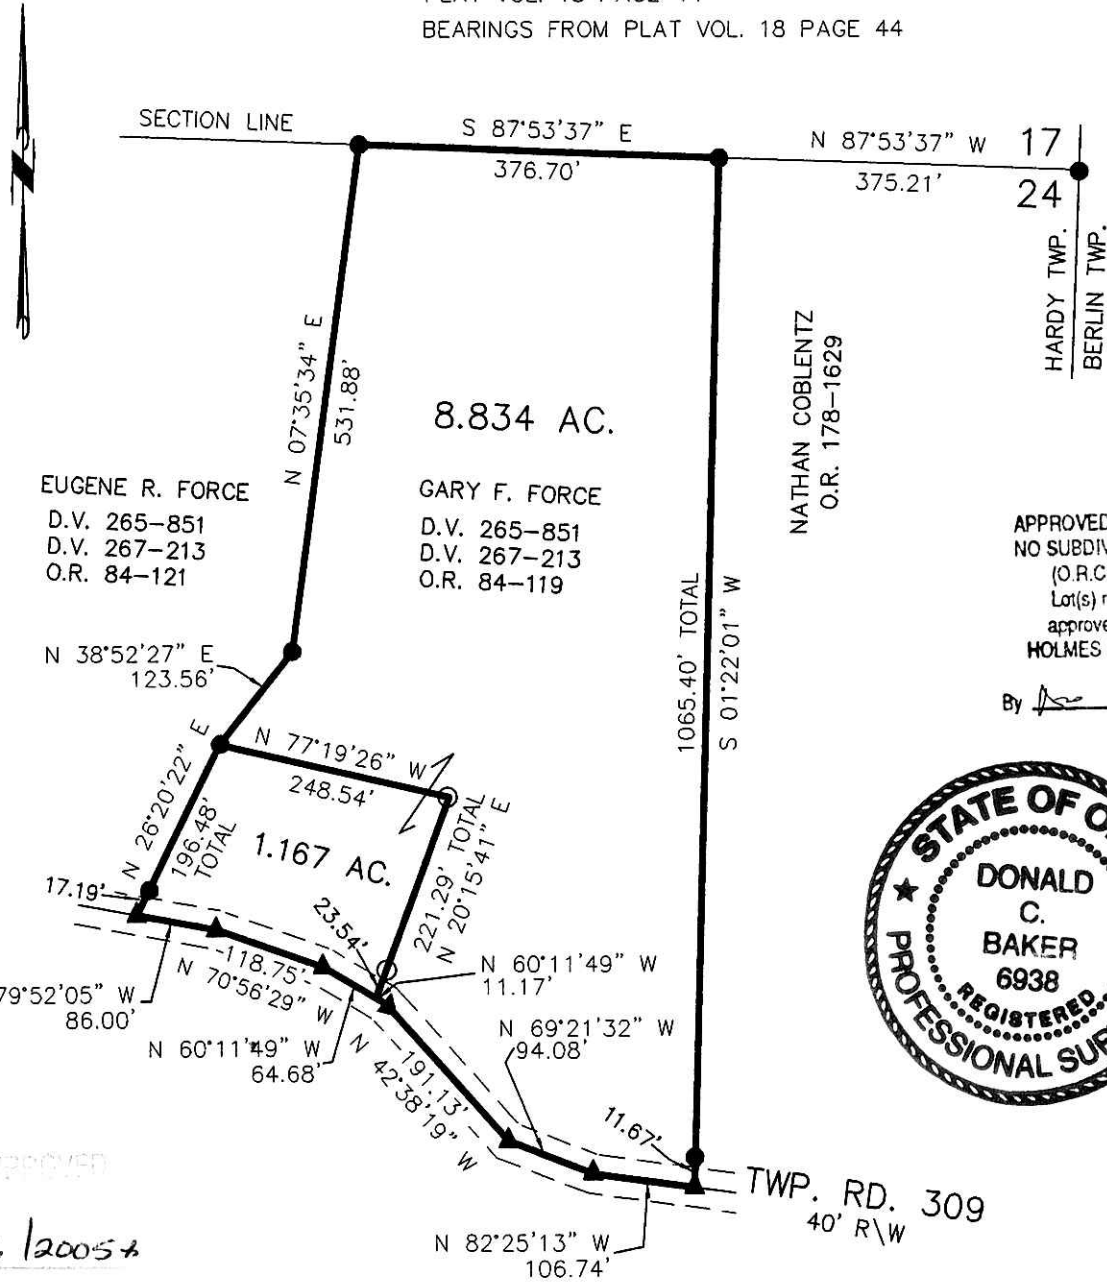 BEARINGS FROM PLAT VOL. 18 PAGE 44
SECTION LINE
S 87°53'37" E
376.70'
N 87°53'37" W
375.21'
17
24
HARDY TWP.
BERLIN TWP.
N 07°35'34" E
531.88'
8.834 AC.
NATHAN COBLENTZ
O.R. 178-1629
EUGENE R. FORCE
D.V. 265-851
D.V. 267-213
O.R. 84-121
GARY F. FORCE
D.V. 265-851
D.V. 267-213
O.R. 84-119
APPROVED
NO SUBDIV
(O.R.C
Lot(s)
approve
HOLMES
By
N 38°52'27" E
123.56'
1065.40' TOTAL
S 01°22'01" W
N 77°19'26" W
248.54'
N 26°20'22" E
196.48'
TOTAL
1.167 AC.
221.29' TOTAL
N 20°15'41" E
17.19'
23.54'
STATE OF O
DONALD
C.
BAKER
6938
REGISTERED
PROFESSIONAL SUR
118.75'
N 70°56'29" W
79°52'05" W
86.00'
N 60°11'49" W
11.17'
N 60°11'49" W
64.68'
N 69°21'32" W
94.08'
191.13'
N 42°38'19" W
11.67'
TWP. RD. 309
40' R\W
N 82°25'13" W
106.74'
/2005